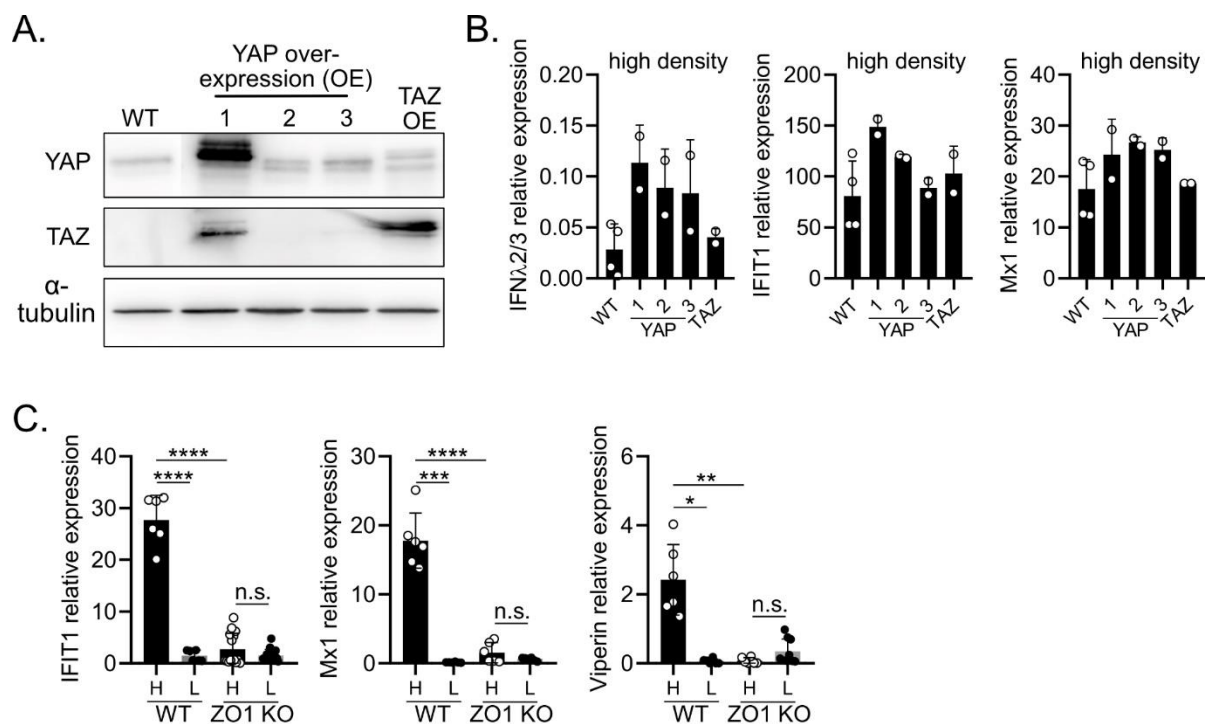 A.
YAP over-
expression (OE)
WT
1
2
3
TAZ
OE
YAP
TAZ
α-
tubulin
B.
high density
IFNλ2/3 relative expression
0.20
0.15
0.10
0.05
0.00
WT
1
2
3
TAZ
YAP
high density
IFIT1 relative expression
200
150
100
50
0
WT
1
2
3
TAZ
YAP
high density
Mx1 relative expression
40
30
20
10
0
WT
1
2
3
TAZ
YAP
C.
IFIT1 relative expression
40
30
20
10
0
****
****
n.s.
H
L
H
L
WT
ZO1 KO
Mx1 relative expression
30
20
10
0
****
***
n.s.
H
L
H
L
WT
ZO1 KO
Viperin relative expression
6
4
2
0
**
*
n.s.
H
L
H
L
WT
ZO1 KO